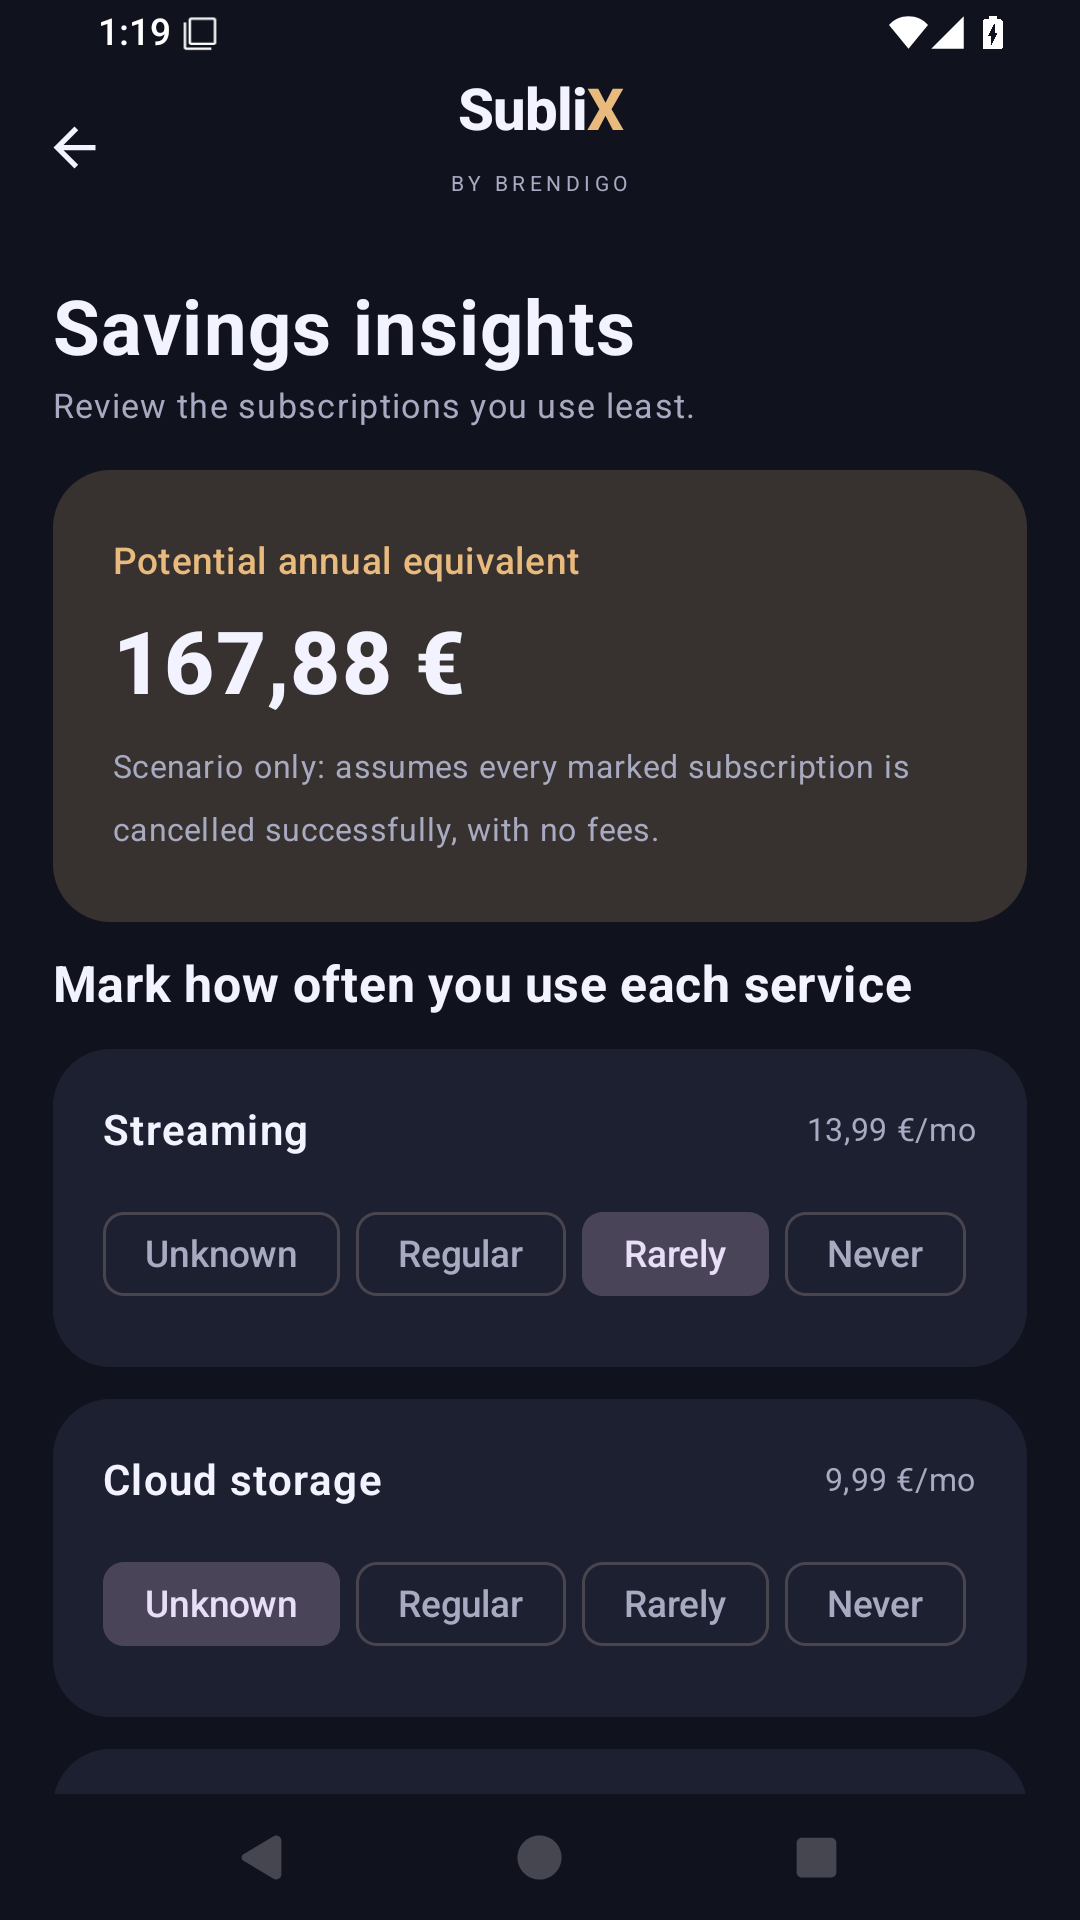 1:19
SubliX
BY BRENDIGO
Savings insights
Review the subscriptions you use least.
Potential annual equivalent
167,88 €
Scenario only: assumes every marked subscription is
cancelled successfully, with no fees.
Mark how often you use each service
Streaming 13,99 €/mo
Unknown Regular Rarely Never
Cloud storage 9,99 €/mo
Unknown Regular Rarely Never